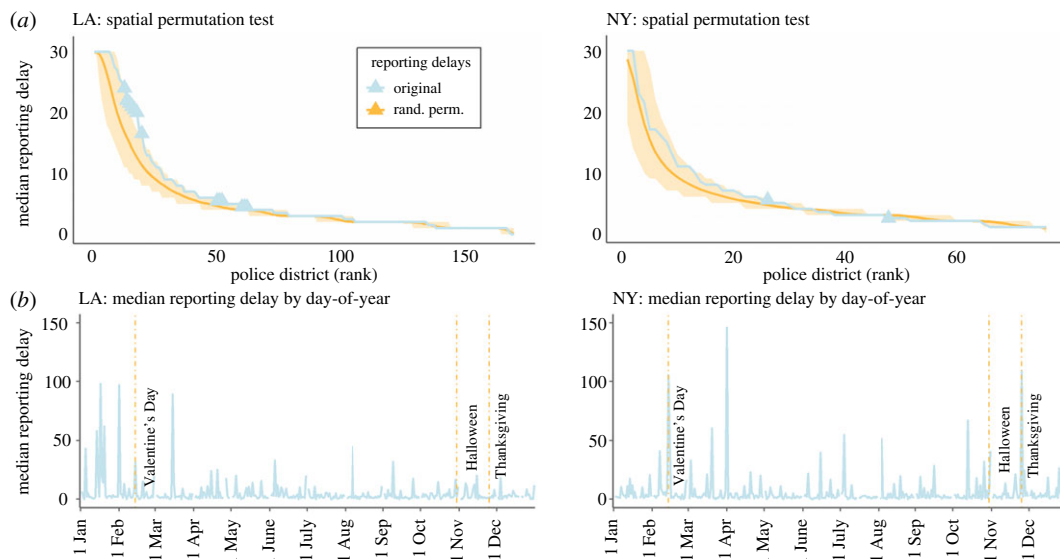 (a)
LA: spatial permutation test
NY: spatial permutation test
median reporting delay
30
20
10
0
reporting delays
original
rand. perm.
0
50
100
150
police district (rank)
30
20
10
0
0
20
40
60
police district (rank)
(b)
LA: median reporting delay by day-of-year
NY: median reporting delay by day-of-year
median reporting delay
150
100
50
0
Valentine's Day
Halloween
Thanksgiving
1 Jan
1 Feb
1 Mar
1 Apr
1 May
1 June
1 July
1 Aug
1 Sep
1 Oct
1 Nov
1 Dec
150
100
50
0
Valentine's Day
Halloween
Thanksgiving
1 Jan
1 Feb
1 Mar
1 Apr
1 May
1 June
1 July
1 Aug
1 Sep
1 Oct
1 Nov
1 Dec